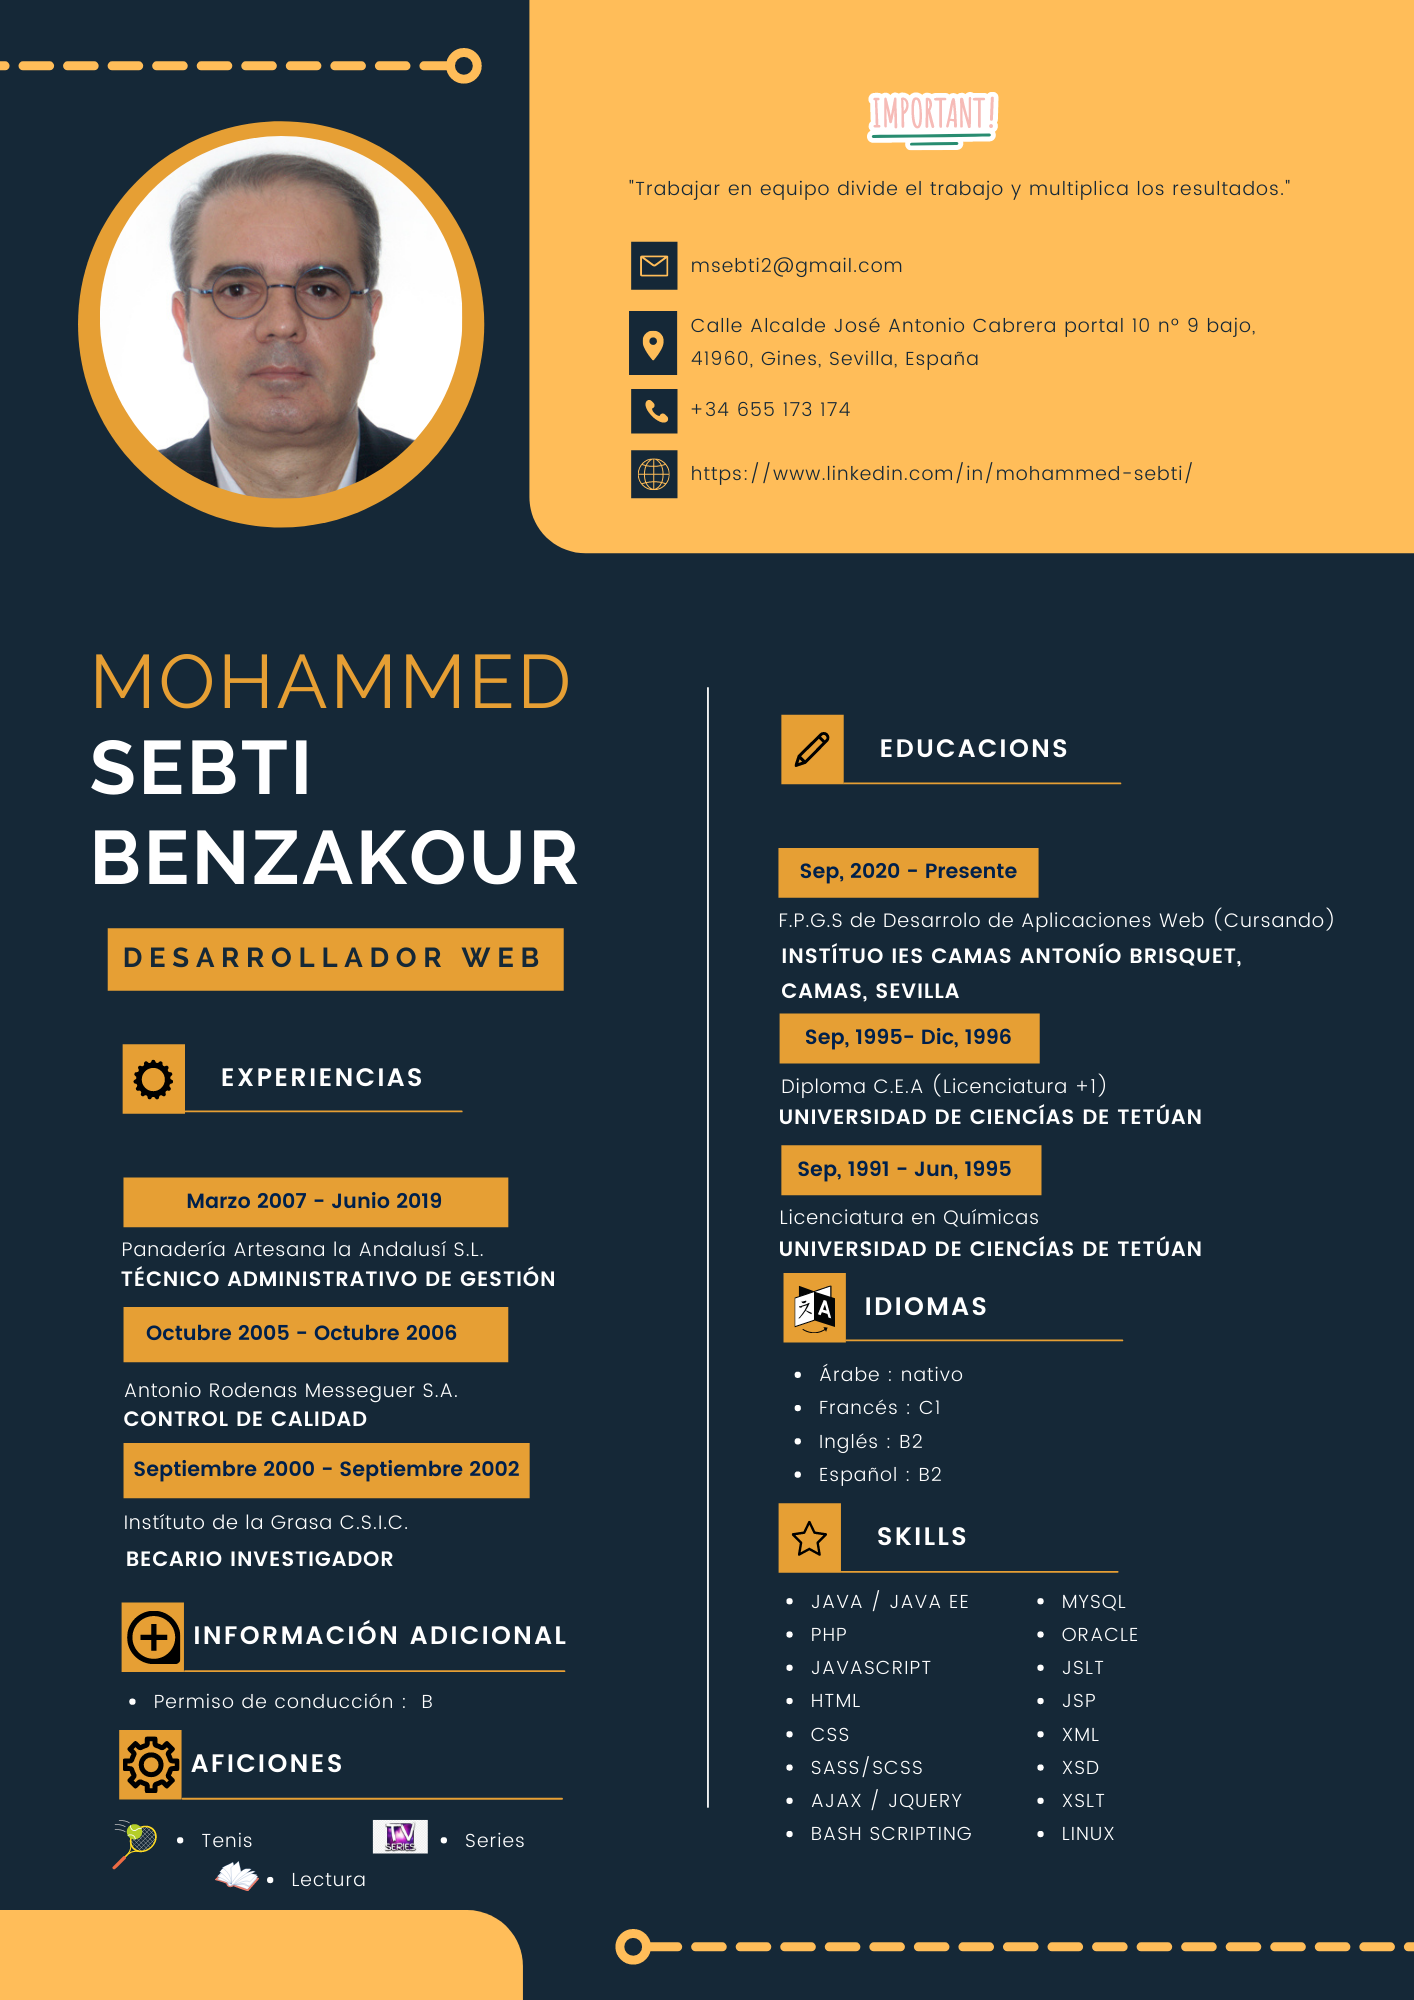 IMPORTANT!
"Trabajar en equipo divide el trabajo y multiplica los resultados."
msebti2@gmail.com
Calle Alcalde José Antonio Cabrera portal 10 nº 9 bajo,
41960, Gines, Sevilla, España
+34 655 173 174
https://www.linkedin.com/in/mohammed-sebti/
MOHAMMED
SEBTI
BENZAKOUR
DESARROLLADOR WEB
EXPERIENCIAS
Marzo 2007 - Junio 2019
Panadería Artesana la Andalusí S.L.
TÉCNICO ADMINISTRATIVO DE GESTIÓN
Octubre 2005 - Octubre 2006
Antonio Rodenas Messeguer S.A.
CONTROL DE CALIDAD
Septiembre 2000 - Septiembre 2002
Instítuto de la Grasa C.S.I.C.
BECARIO INVESTIGADOR
INFORMACIÓN ADICIONAL
• Permiso de conducción : B
AFICIONES
• Tenis
TV SERIES
• Series
• Lectura
EDUCACIONS
Sep, 2020 - Presente
F.P.G.S de Desarrolo de Aplicaciones Web (Cursando)
INSTÍTUO IES CAMAS ANTONÍO BRISQUET,
CAMAS, SEVILLA
Sep, 1995- Dic, 1996
Diploma C.E.A (Licenciatura +1)
UNIVERSIDAD DE CIENCÍAS DE TETÚAN
Sep, 1991 - Jun, 1995
Licenciatura en Químicas
UNIVERSIDAD DE CIENCÍAS DE TETÚAN
A
IDIOMAS
• Árabe : nativo
• Francés : C1
• Inglés : B2
• Español : B2
SKILLS
• JAVA / JAVA EE
• PHP
• JAVASCRIPT
• HTML
• CSS
• SASS/SCSS
• AJAX / JQUERY
• BASH SCRIPTING
• MYSQL
• ORACLE
• JSLT
• JSP
• XML
• XSD
• XSLT
• LINUX